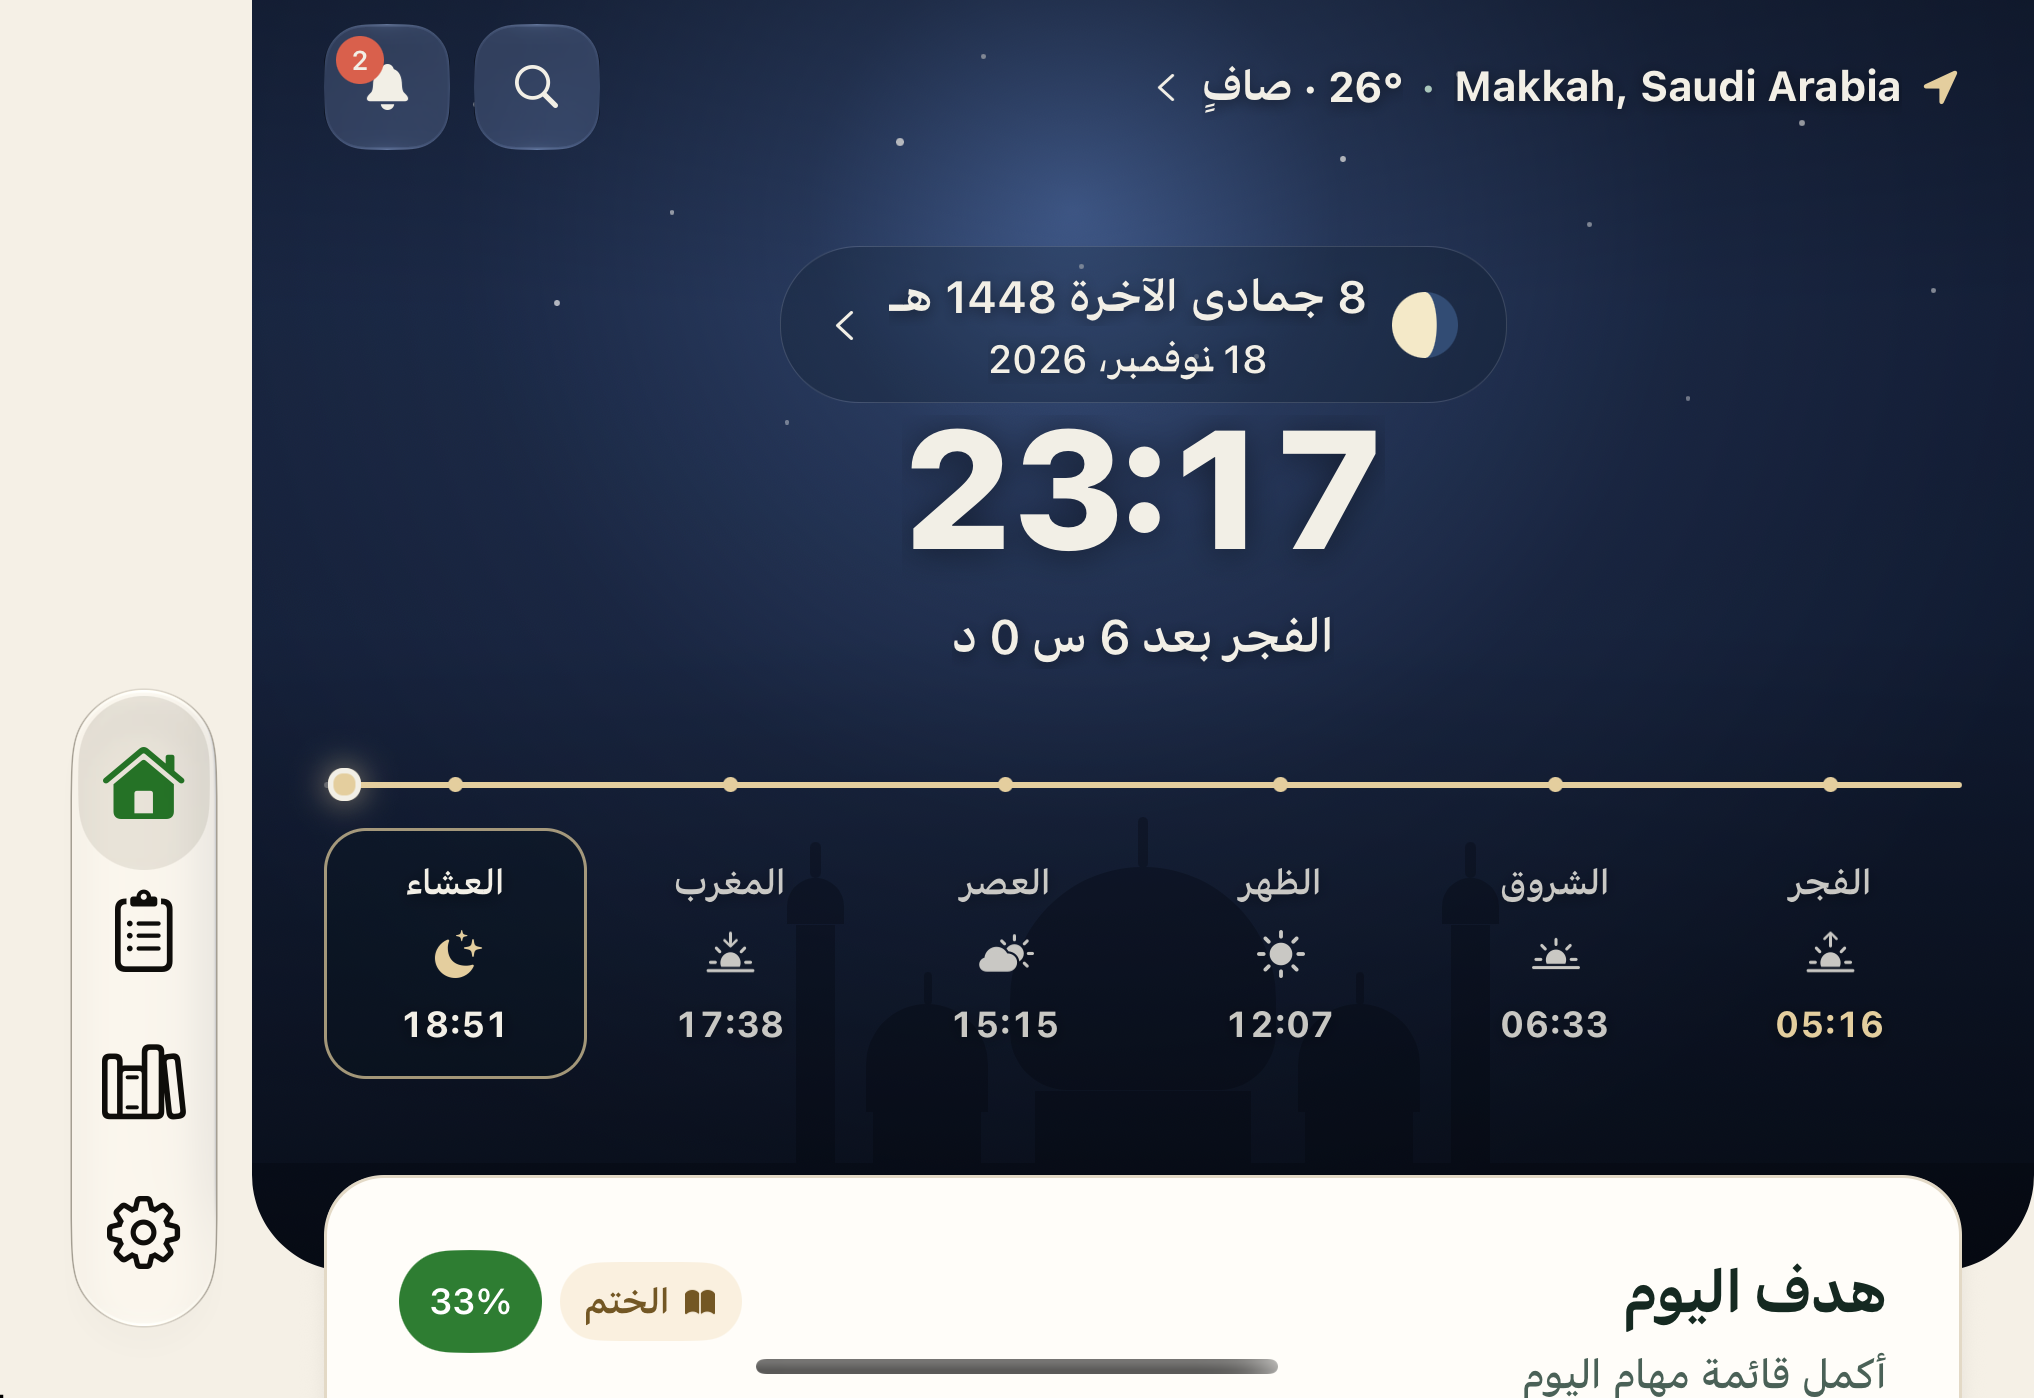 Makkah, Saudi Arabia · 26° · صافٍ
2
8 جمادى الآخرة 1448 هـ
18 نوفمبر، 2026
23:17
الفجر بعد 6 س 0 د
الفجر
05:16
الشروق
06:33
الظهر
12:07
العصر
15:15
المغرب
17:38
العشاء
18:51
هدف اليوم
الختم
33%
أكمل قائمة مهام اليوم